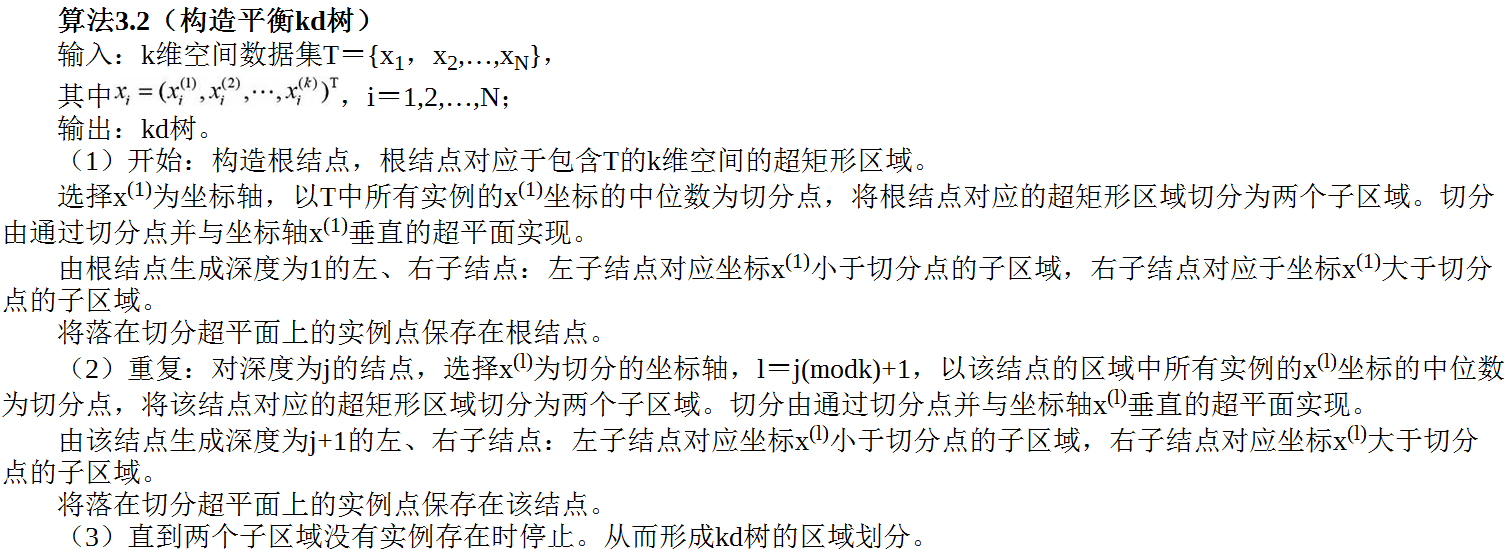 算法3.2（构造平衡kd树）
输入：k维空间数据集T＝{x₁，x₂,…,x_N}，
其中x_i = (x_i^(1), x_i^(2), ⋯, x_i^(k))^T，i＝1,2,…,N；
输出：kd树。
（1）开始：构造根结点，根结点对应于包含T的k维空间的超矩形区域。
选择x^(1)为坐标轴，以T中所有实例的x^(1)坐标的中位数为切分点，将根结点对应的超矩形区域切分为两个子区域。切分
由通过切分点并与坐标轴x^(1)垂直的超平面实现。
由根结点生成深度为1的左、右子结点：左子结点对应坐标x^(1)小于切分点的子区域，右子结点对应于坐标x^(1)大于切分
点的子区域。
将落在切分超平面上的实例点保存在根结点。
（2）重复：对深度为j的结点，选择x^(l)为切分的坐标轴，l＝j(modk)+1，以该结点的区域中所有实例的x^(l)坐标的中位数
为切分点，将该结点对应的超矩形区域切分为两个子区域。切分由通过切分点并与坐标轴x^(l)垂直的超平面实现。
由该结点生成深度为j+1的左、右子结点：左子结点对应坐标x^(l)小于切分点的子区域，右子结点对应坐标x^(l)大于切分
点的子区域。
将落在切分超平面上的实例点保存在该结点。
（3）直到两个子区域没有实例存在时停止。从而形成kd树的区域划分。